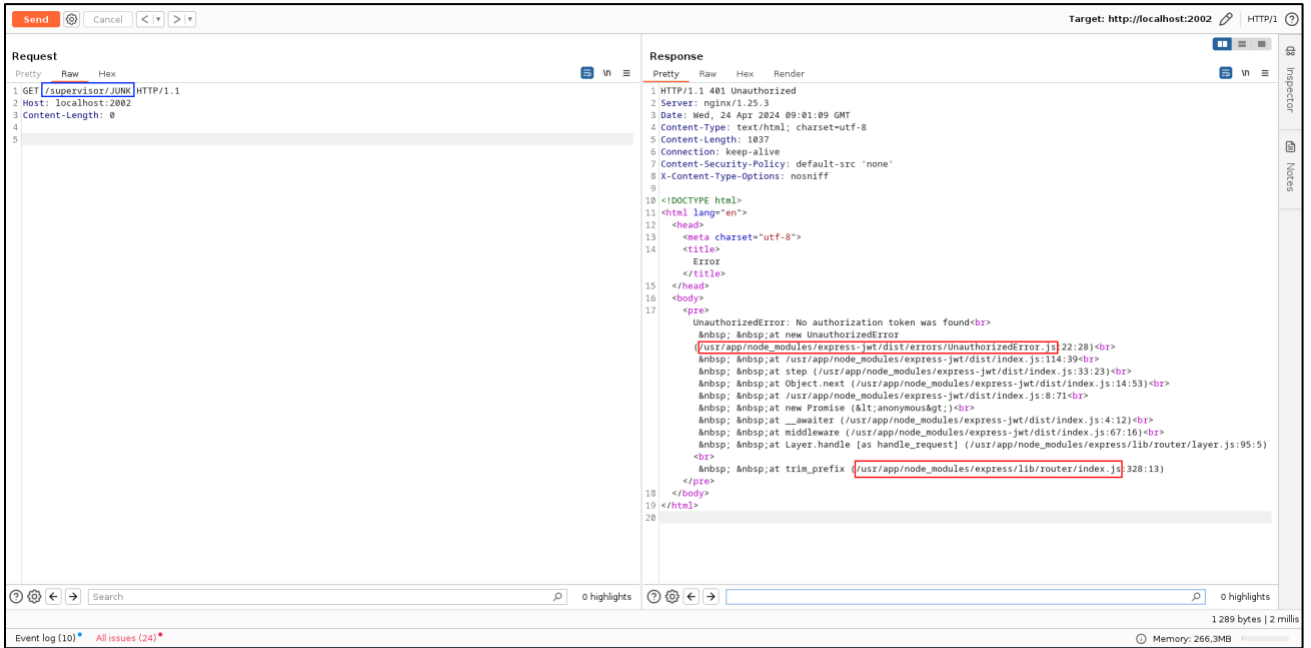 Send Cancel < > Target: http://localhost:2002 HTTP/1
Request
Pretty Raw Hex \n
1 GET /supervisor/JUNK HTTP/1.1
2 Host: localhost:2002
3 Content-Length: 0
4
5
Response
Pretty Raw Hex Render \n
1 HTTP/1.1 401 Unauthorized
2 Server: nginx/1.25.3
3 Date: Wed, 24 Apr 2024 09:01:09 GMT
4 Content-Type: text/html; charset=utf-8
5 Content-Length: 1037
6 Connection: keep-alive
7 Content-Security-Policy: default-src 'none'
8 X-Content-Type-Options: nosniff
9
10 <!DOCTYPE html>
11 <html lang="en">
12 <head>
13 <meta charset="utf-8">
14 <title>
Error
</title>
15 </head>
16 <body>
17 <pre>
UnauthorizedError: No authorization token was found<br>
&nbsp; &nbsp;at new UnauthorizedError
(/usr/app/node_modules/express-jwt/dist/errors/UnauthorizedError.js:22:28)<br>
&nbsp; &nbsp;at /usr/app/node_modules/express-jwt/dist/index.js:114:39<br>
&nbsp; &nbsp;at step (/usr/app/node_modules/express-jwt/dist/index.js:33:23)<br>
&nbsp; &nbsp;at Object.next (/usr/app/node_modules/express-jwt/dist/index.js:14:53)<br>
&nbsp; &nbsp;at /usr/app/node_modules/express-jwt/dist/index.js:8:71<br>
&nbsp; &nbsp;at new Promise (&lt;anonymous&gt;)<br>
&nbsp; &nbsp;at __awaiter (/usr/app/node_modules/express-jwt/dist/index.js:4:12)<br>
&nbsp; &nbsp;at middleware (/usr/app/node_modules/express-jwt/dist/index.js:67:16)<br>
&nbsp; &nbsp;at Layer.handle [as handle_request] (/usr/app/node_modules/express/lib/router/layer.js:95:5)
<br>
&nbsp; &nbsp;at trim_prefix (/usr/app/node_modules/express/lib/router/index.js:328:13)
</pre>
18 </body>
19 </html>
20
Inspector
Notes
Search 0 highlights
0 highlights
1 289 bytes | 2 millis
Event log (10) All issues (24) Memory: 266,3MB